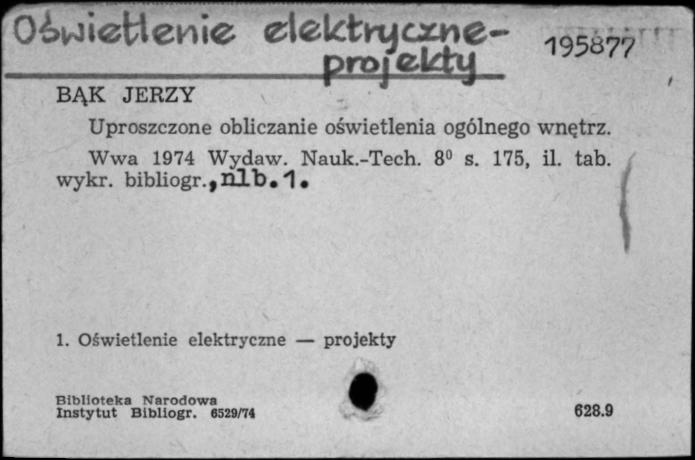 Oświetlenie elektryczne-
projekty
195877
BĄK JERZY
Uproszczone obliczanie oświetlenia ogólnego wnętrz.
Wwa 1974 Wydaw. Nauk.-Tech. 8⁰ s. 175, il. tab.
wykr. bibliogr., nlb.1.
1. Oświetlenie elektryczne — projekty
Biblioteka Narodowa
Instytut Bibliogr. 6529/74
628.9